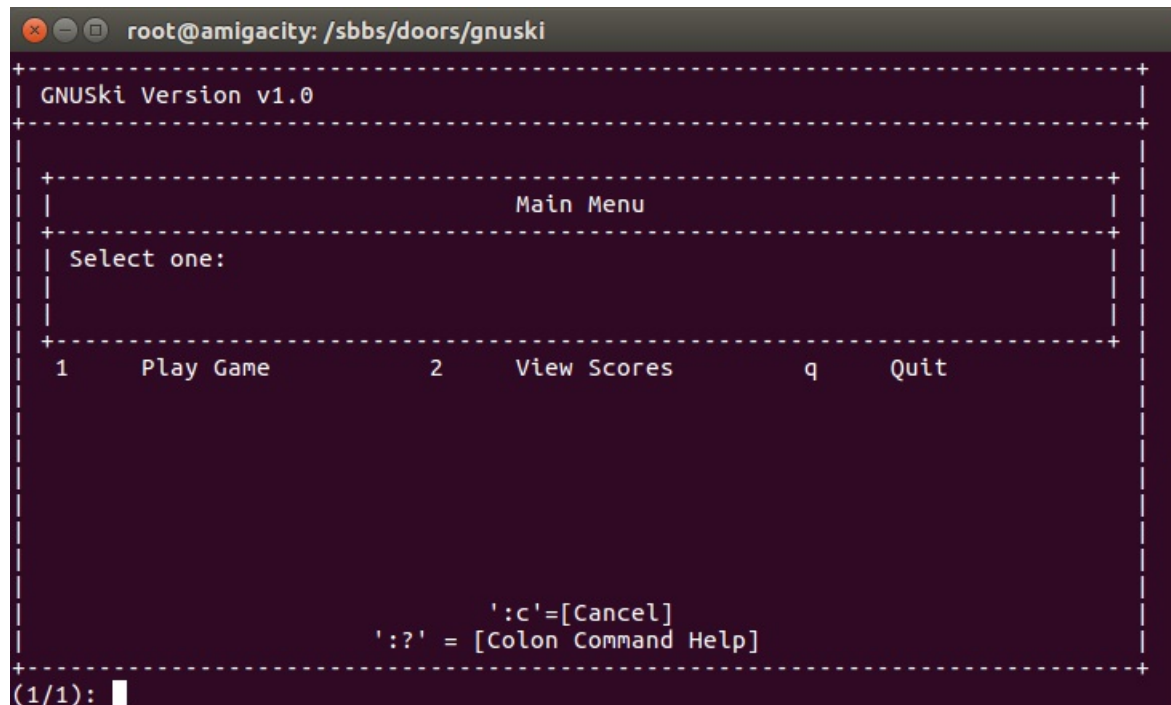 root@amigacity: /sbbs/doors/gnuski
GNUSki Version v1.0
Main Menu
Select one:
1 Play Game 2 View Scores q Quit
':c'=[Cancel]
':?' = [Colon Command Help]
(1/1):